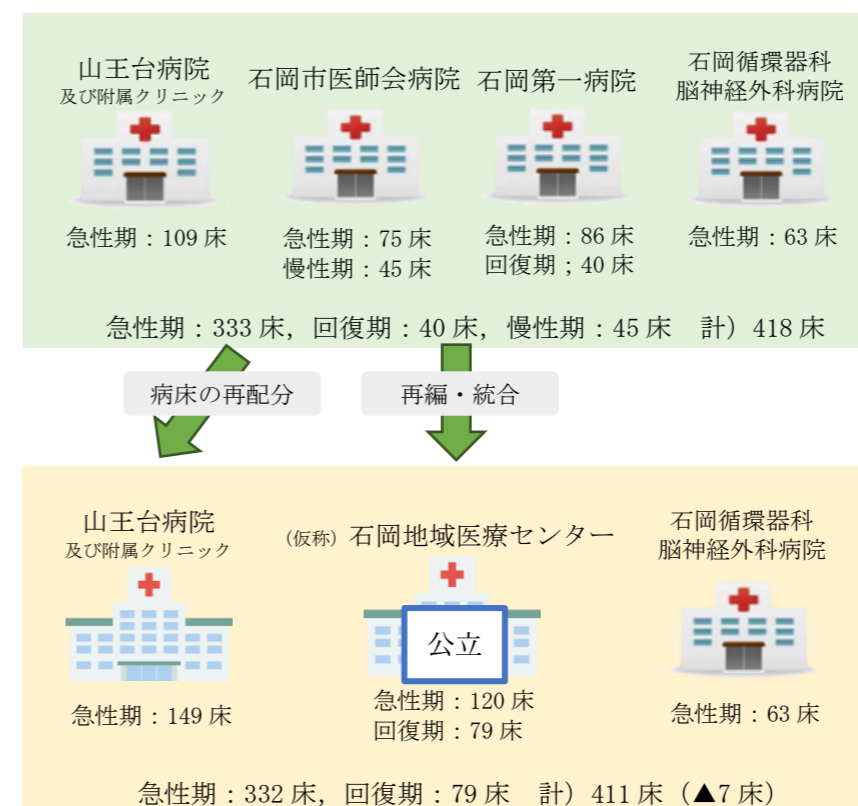 山王台病院
及び附属クリニック
石岡市医師会病院
石岡第一病院
石岡循環器科
脳神経外科病院
急性期：109 床
急性期：75 床
慢性期：45 床
急性期：86 床
回復期；40 床
急性期：63 床
急性期：333 床，回復期：40 床，慢性期：45 床　計）418 床
病床の再配分
再編・統合
山王台病院
及び附属クリニック
（仮称）石岡地域医療センター
石岡循環器科
脳神経外科病院
公立
急性期：149 床
急性期：120 床
回復期：79 床
急性期：63 床
急性期：332 床，回復期：79 床　計）411 床（▲7 床）